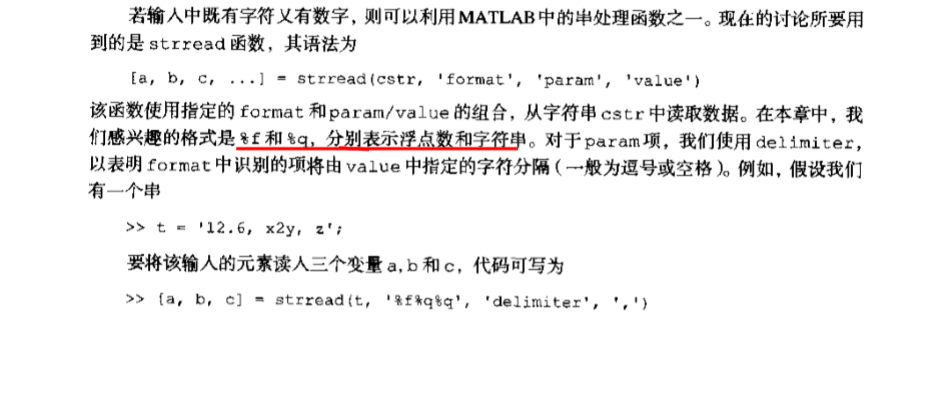 若输入中既有字符又有数字，则可以利用MATLAB中的串处理函数之一。现在的讨论所要用
到的是strread函数，其语法为
[a, b, c, ...] = strread(cstr, 'format', 'param', 'value')
该函数使用指定的format和param/value的组合，从字符串cstr中读取数据。在本章中，我
们感兴趣的格式是%f和%q，分别表示浮点数和字符串。对于param项，我们使用delimiter，
以表明format中识别的项将由value中指定的字符分隔（一般为逗号或空格）。例如，假设我们
有一个串
>> t = '12.6, x2y, z';
要将该输入的元素读入三个变量a,b和c，代码可写为
>> [a, b, c] = strread(t, '%f%q%q', 'delimiter', ',')